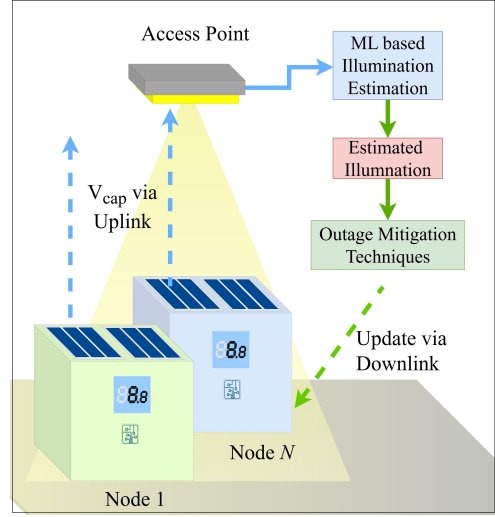 Access Point
ML based
Illumination
Estimation
Estimated
Illumnation
Outage Mitigation
Techniques
V_cap via
Uplink
Update via
Downlink
8.8
8.8
Node N
Node 1